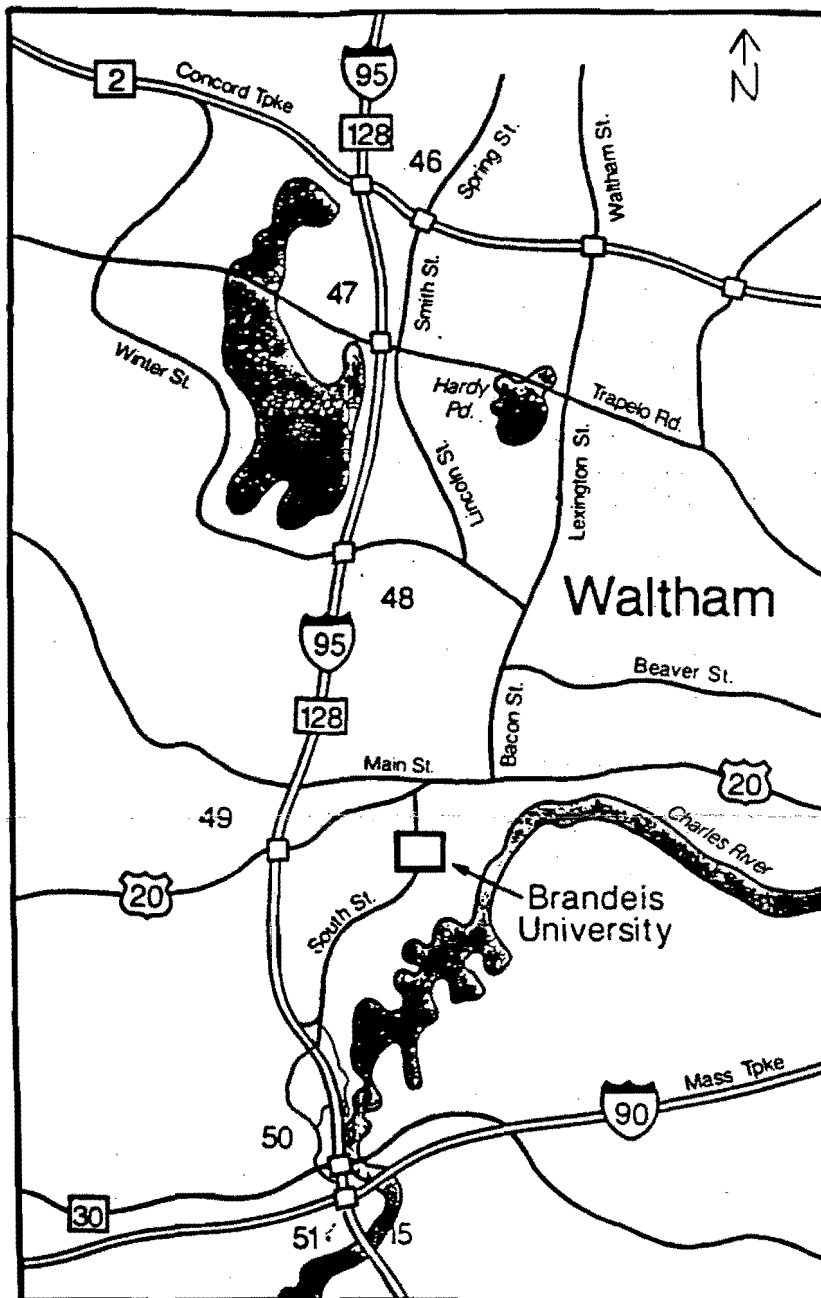 2
Concord Tpke
95
N
128
46
Spring St.
Waltham St.
47
Smith St.
Winter St.
Hardy
Pd.
Trapelo Rd.
Lincoln St.
Lexington St.
48
Waltham
95
Beaver St.
128
Bacon St.
Main St.
20
49
Charles River
20
South St.
Brandeis
University
Mass Tpke
90
50
30
51
15